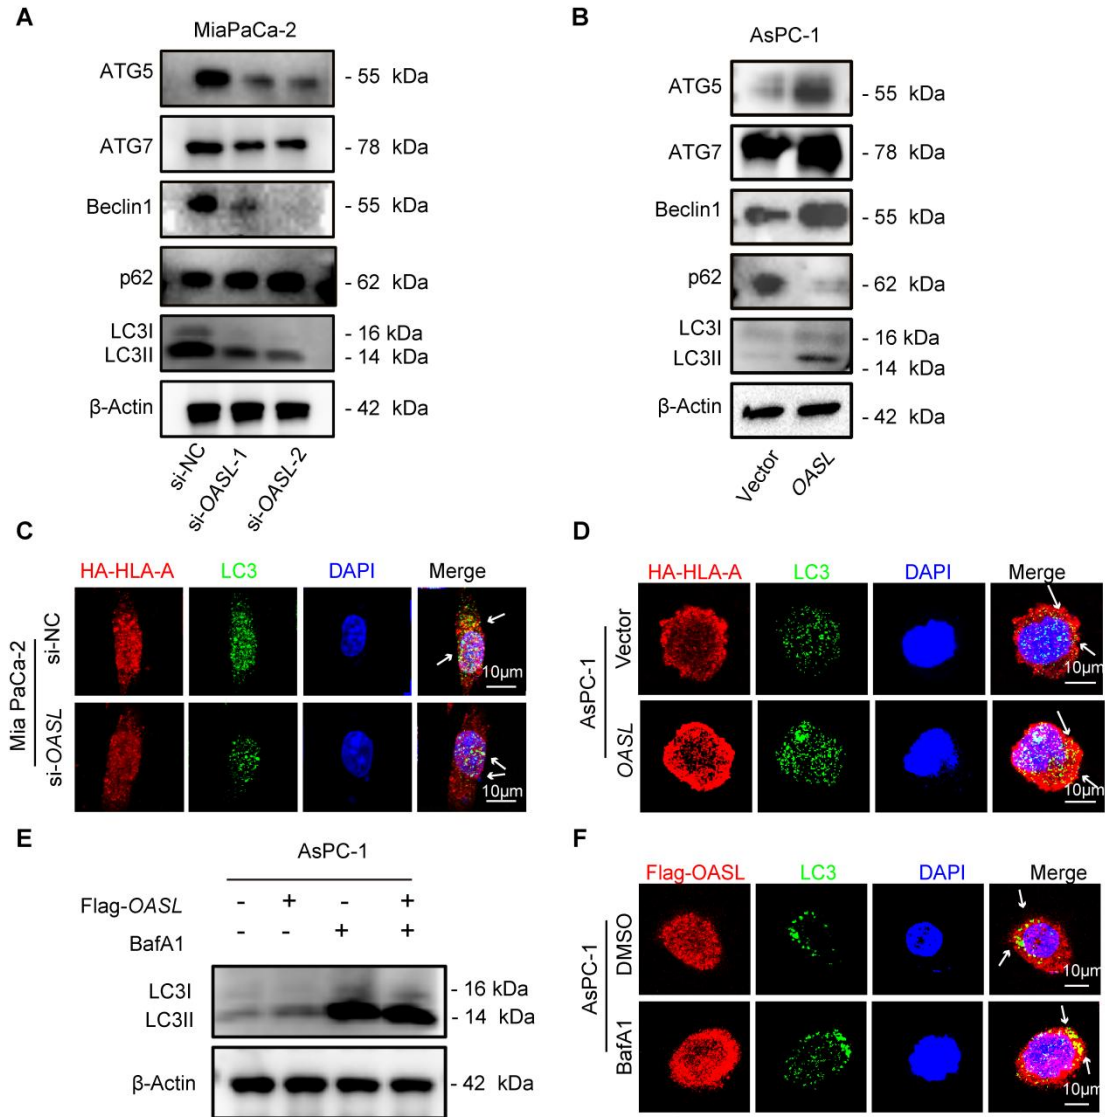 A
MiaPaCa-2
ATG5
- 55 kDa
ATG7
- 78 kDa
Beclin1
- 55 kDa
p62
- 62 kDa
LC3I
- 16 kDa
LC3II
- 14 kDa
β-Actin
- 42 kDa
si-NC
si-OASL-1
si-OASL-2
B
AsPC-1
ATG5
- 55 kDa
ATG7
- 78 kDa
Beclin1
- 55 kDa
p62
- 62 kDa
LC3I
- 16 kDa
LC3II
- 14 kDa
β-Actin
- 42 kDa
Vector
OASL
C
HA-HLA-A LC3 DAPI Merge
Mia PaCa-2
si-NC
10μm
si-OASL
10μm
D
HA-HLA-A LC3 DAPI Merge
AsPC-1
Vector
10μm
OASL
10μm
E
AsPC-1
Flag-OASL - + - +
BafA1 - - + +
LC3I
- 16 kDa
LC3II
- 14 kDa
β-Actin
- 42 kDa
F
Flag-OASL LC3 DAPI Merge
AsPC-1
DMSO
10μm
BafA1
10μm